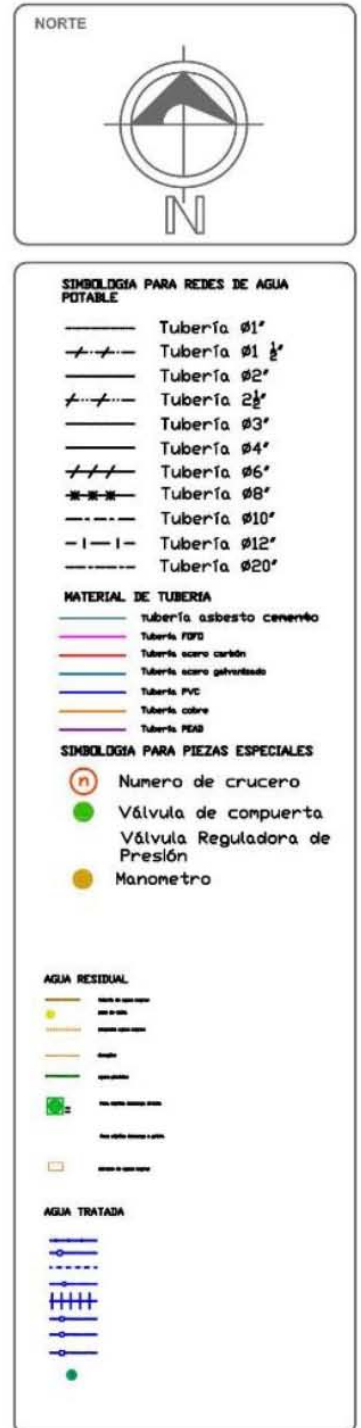 NORTE
N
SIMBOLOGIA PARA REDES DE AGUA
POTABLE
Tubería Ø1"
Tubería Ø1 ½"
Tubería Ø2"
Tubería 2½"
Tubería Ø3"
Tubería Ø4"
Tubería Ø6"
Tubería Ø8"
Tubería Ø10"
Tubería Ø12"
Tubería Ø20"
MATERIAL DE TUBERIA
Tubería asbesto cemento
Tubería FOFO
Tubería acero carbón
Tubería acero galvanizado
Tubería PVC
Tubería cobre
Tubería PEAD
SIMBOLOGIA PARA PIEZAS ESPECIALES
n Numero de crucero
Válvula de compuerta
Válvula Reguladora de
Presión
Manometro
AGUA RESIDUAL
AGUA TRATADA